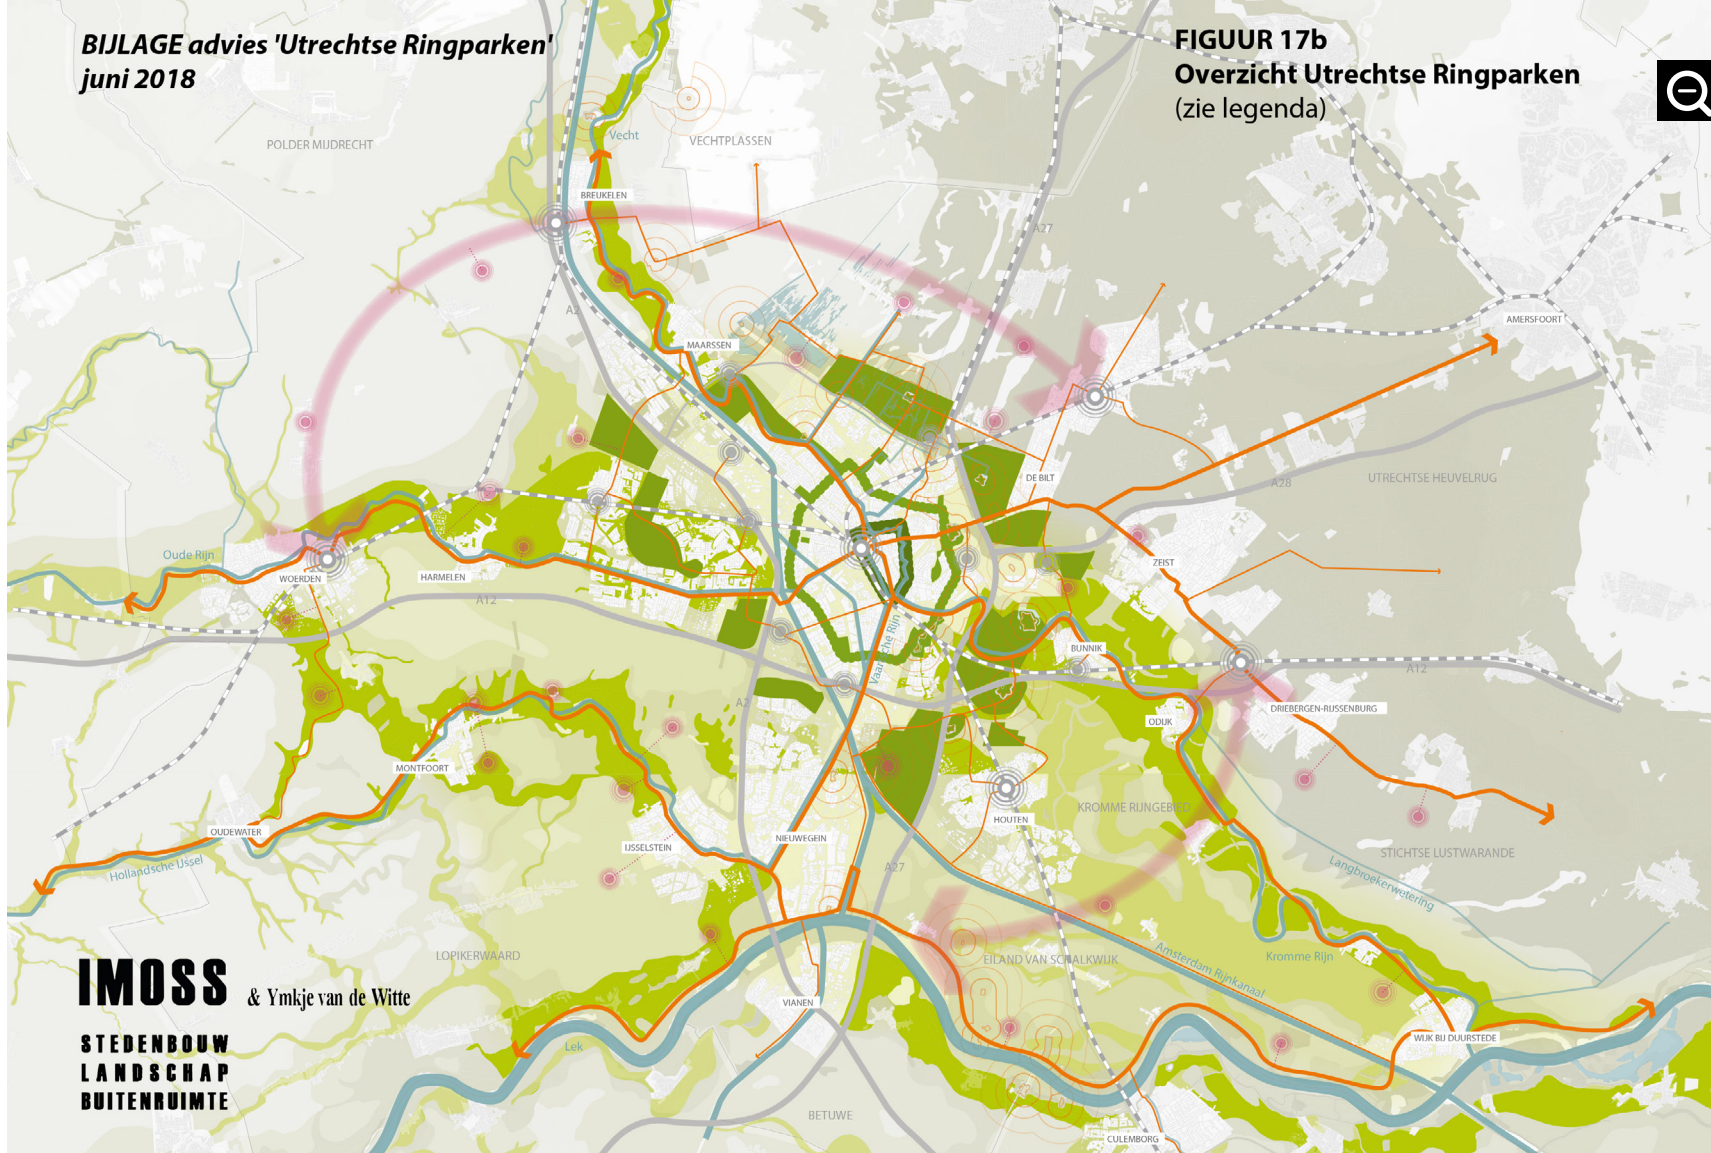 BIJLAGE advies 'Utrechtse Ringparken'
juni 2018
FIGUUR 17b
Overzicht Utrechtse Ringparken
(zie legenda)
POLDER MIJDRECHT
Vecht
VECHTPLASSEN
BREUKELEN
A27
A2
MAARSSEN
AMERSFOORT
DE BILT
A28
UTRECHTSE HEUVELRUG
Oude Rijn
WOERDEN
HARMELEN
A12
ZEIST
Vaartsche Rijn
BUNNIK
A12
A2
ODIJK
DRIEBERGEN-RIJSSENBURG
MONTFOORT
KROMME RIJNGEBIED
HOUTEN
OUDEWATER
NIEUWEGEIN
IJSSELSTEIN
STICHTSE LUSTWARANDE
Hollandsche IJssel
A27
Langbroekerwetering
LOPIKERWAARD
EILAND VAN SCHALKWIJK
Amsterdam Rijnkanaal
Kromme Rijn
IMOSS & Ymkje van de Witte
VIANEN
STEDENBOUW
LANDSCHAP
BUITENRUIMTE
Lek
WIJK BIJ DUURSTEDE
BETUWE
CULEMBORG